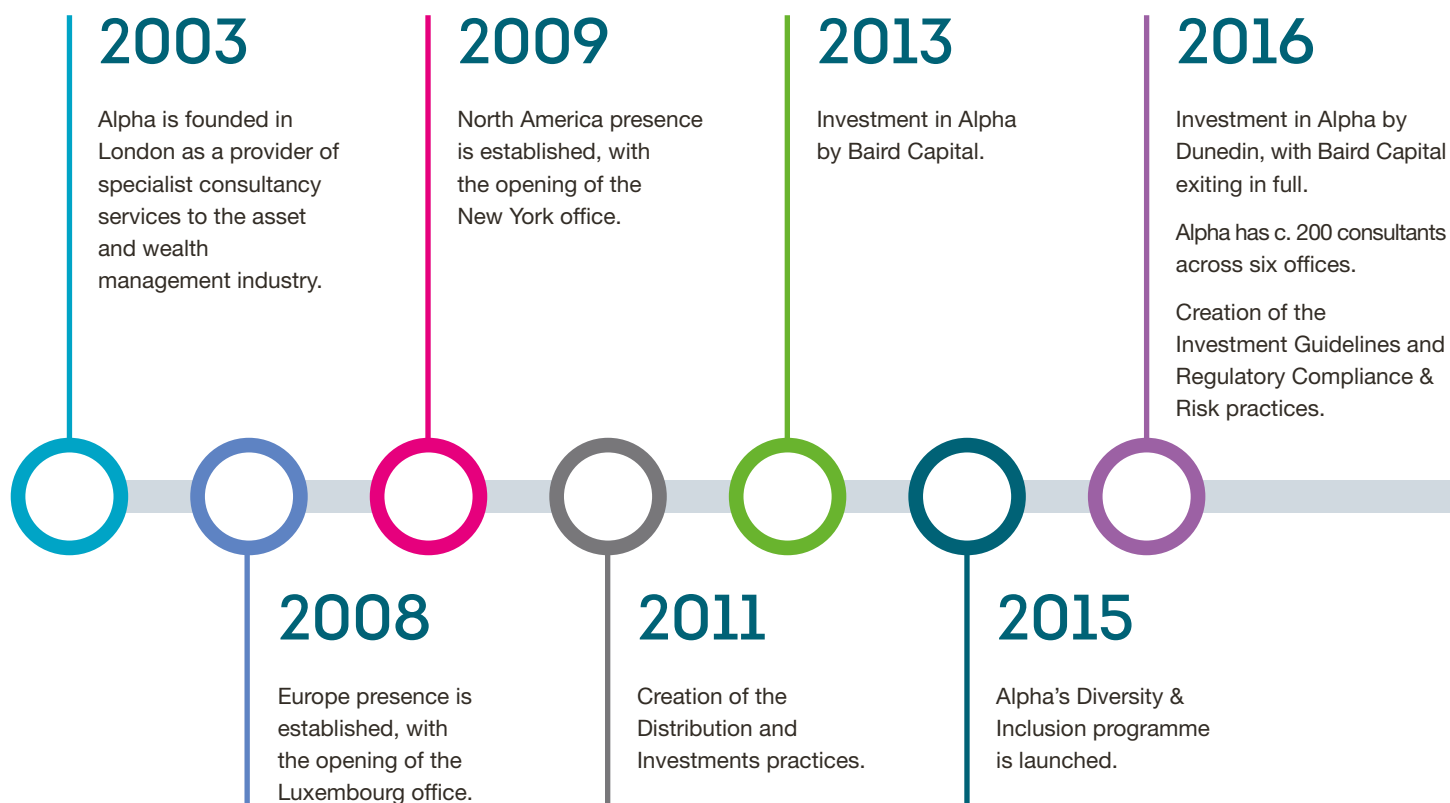 2003
Alpha is founded in
London as a provider of
specialist consultancy
services to the asset
and wealth
management industry.
2009
North America presence
is established, with
the opening of the
New York office.
2013
Investment in Alpha
by Baird Capital.
2016
Investment in Alpha by
Dunedin, with Baird Capital
exiting in full.
Alpha has c. 200 consultants
across six offices.
Creation of the
Investment Guidelines and
Regulatory Compliance &
Risk practices.
2008
Europe presence is
established, with
the opening of the
Luxembourg office.
2011
Creation of the
Distribution and
Investments practices.
2015
Alpha’s Diversity &
Inclusion programme
is launched.